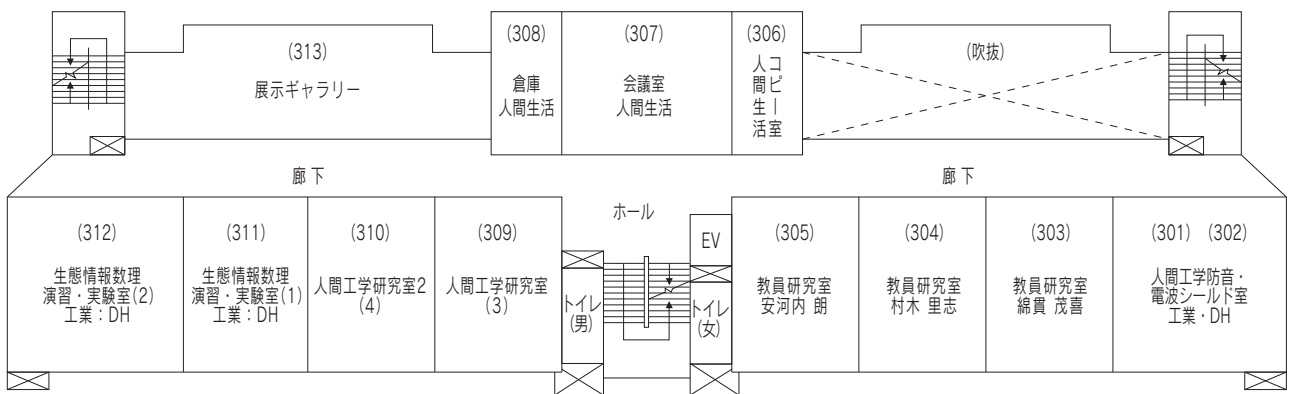 (313)
展示ギャラリー
(308)
倉庫
人間生活
(307)
会議室
人間生活
(306)
コピー室
人間生活
(吹抜)
廊下
廊下
ホール
(312)
生態情報数理
演習・実験室(2)
工業：DH
(311)
生態情報数理
演習・実験室(1)
工業：DH
(310)
人間工学研究室2
(4)
(309)
人間工学研究室
(3)
トイレ
(男)
EV
トイレ
(女)
(305)
教員研究室
安河内 朗
(304)
教員研究室
村木 里志
(303)
教員研究室
綿貫 茂喜
(301) (302)
人間工学防音・
電波シールド室
工業・DH